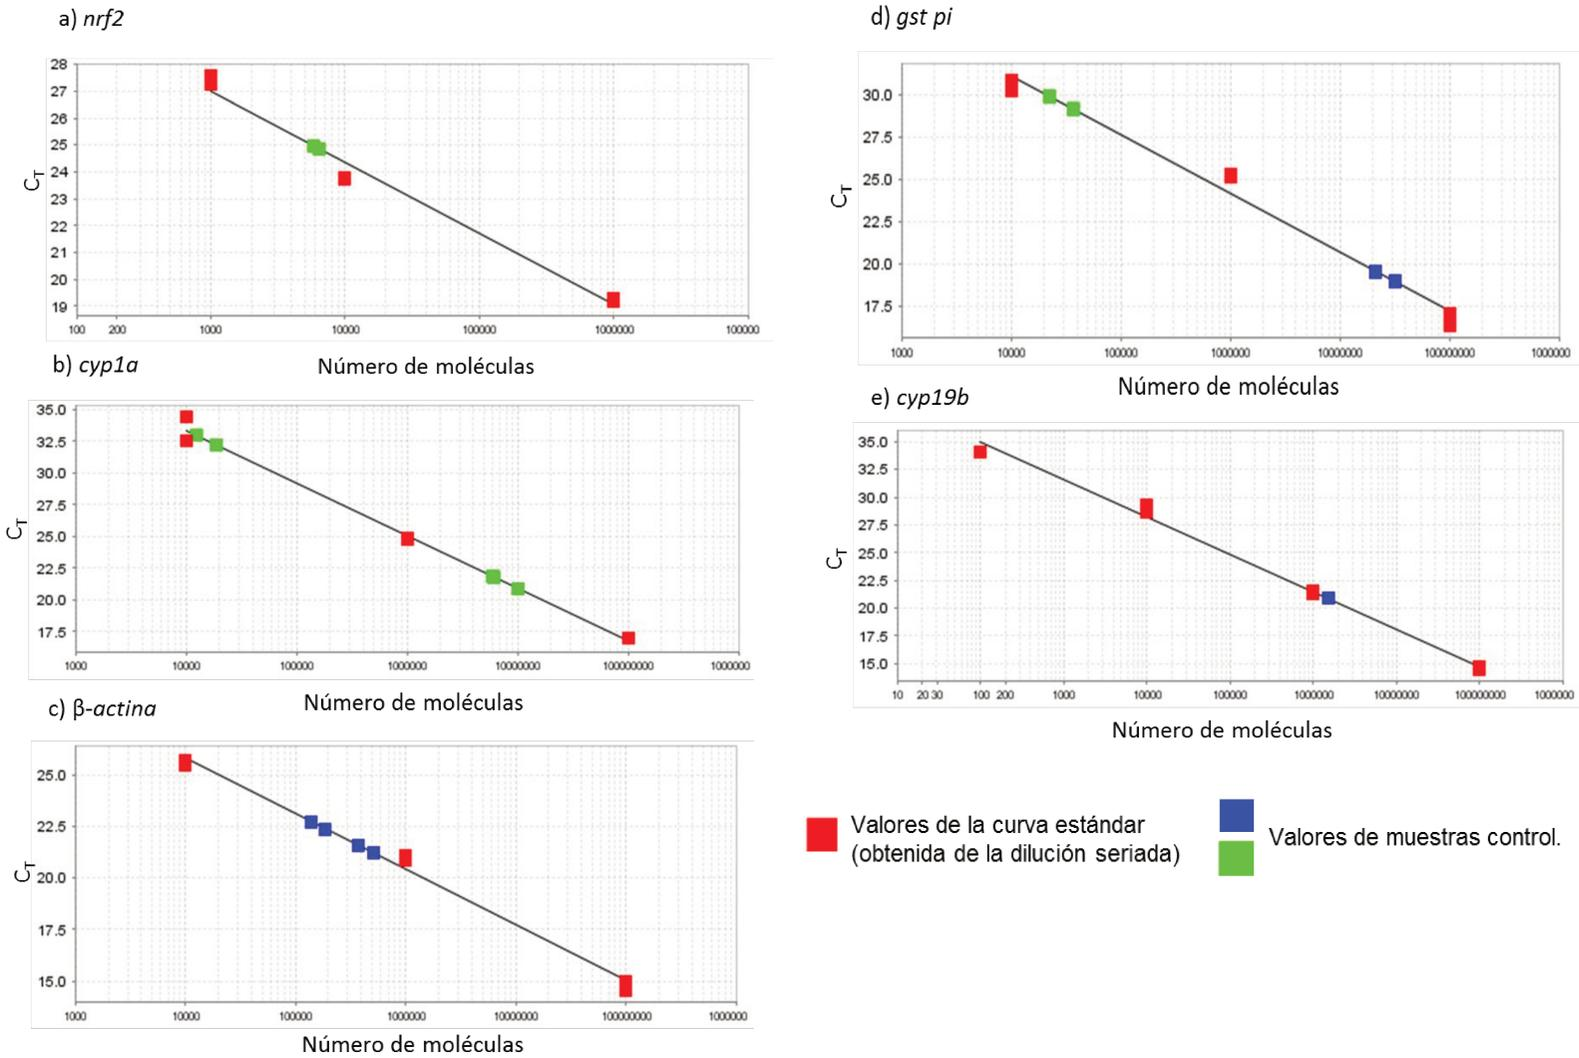 a) nrf2
28
27
26
25
24
23
22
21
20
19
C_T
100 200 1000 10000 100000 1000000 100000
Número de moléculas
b) cyp1a
35.0
32.5
30.0
27.5
25.0
22.5
20.0
17.5
C_T
1000 10000 100000 1000000 10000000 100000000 1000000
Número de moléculas
c) β-actina
25.0
22.5
20.0
17.5
15.0
C_T
1000 10000 100000 1000000 10000000 100000000 1000000
Número de moléculas
d) gst pi
30.0
27.5
25.0
22.5
20.0
17.5
C_T
1000 10000 100000 1000000 10000000 100000000 1000000
Número de moléculas
e) cyp19b
35.0
32.5
30.0
27.5
25.0
22.5
20.0
17.5
15.0
C_T
10 20 30 100 200 1000 10000 100000 1000000 10000000 100000000 1000000
Número de moléculas
Valores de la curva estándar
(obtenida de la dilución seriada)
Valores de muestras control.